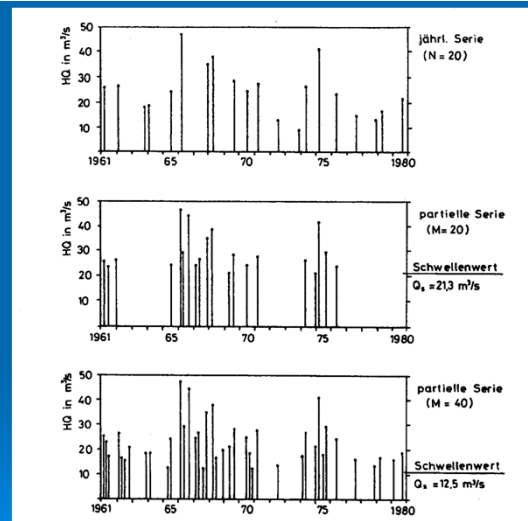 HQ in m³/s
50
40
30
20
10
1961
65
70
75
1980
jährl. Serie
(N = 20)
HQ in m³/s
50
40
30
20
10
1961
65
70
75
1980
partielle Serie
(M = 20)
Schwellenwert
Qs = 21,3 m³/s
HQ in m³/s
50
40
30
20
10
1961
65
70
75
1980
partielle Serie
(M = 40)
Schwellenwert
Qs = 12,5 m³/s